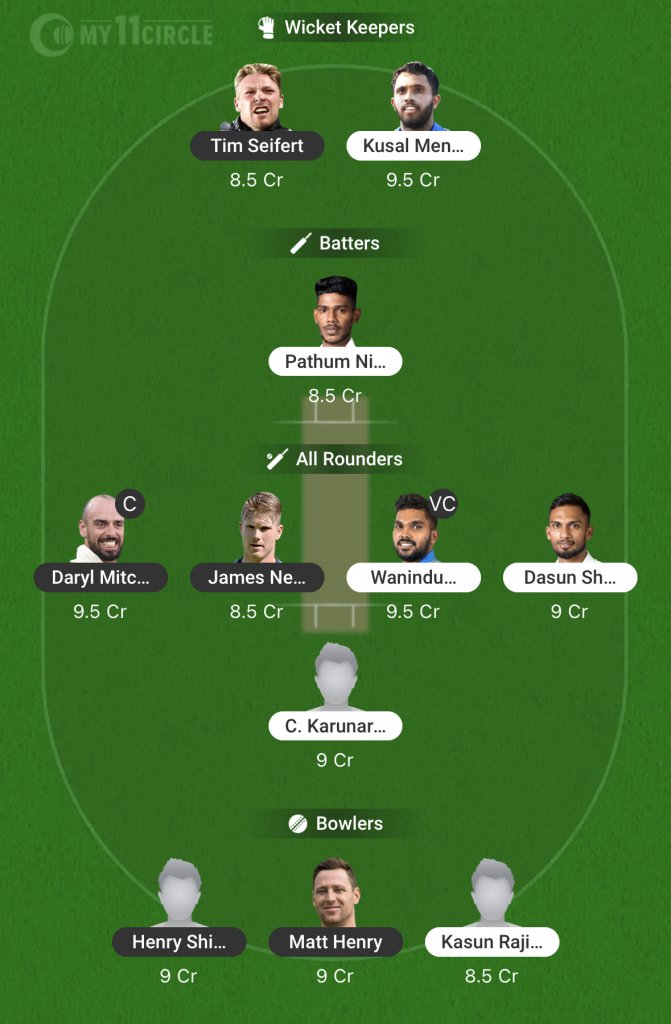 MY11CIRCLE
Wicket Keepers
Tim Seifert
Kusal Men...
8.5 Cr
9.5 Cr
Batters
Pathum Ni...
8.5 Cr
All Rounders
C
VC
Daryl Mitc...
James Ne...
Wanindu...
Dasun Sh...
9.5 Cr
8.5 Cr
9.5 Cr
9 Cr
C. Karunar...
9 Cr
Bowlers
Henry Shi...
Matt Henry
Kasun Raji...
9 Cr
9 Cr
8.5 Cr